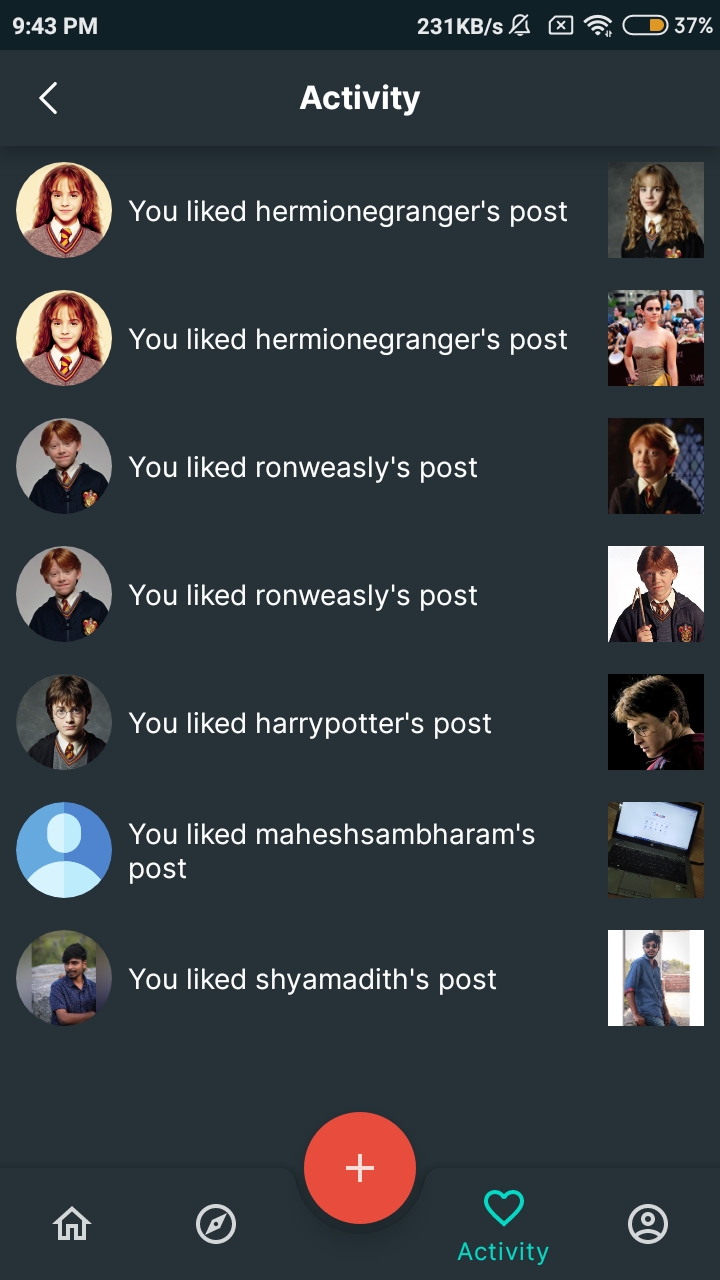 9:43 PM 231KB/s 37%
Activity
You liked hermionegranger's post
You liked hermionegranger's post
You liked ronweasly's post
You liked ronweasly's post
You liked harrypotter's post
You liked maheshsambharam's
post
You liked shyamadith's post
Activity